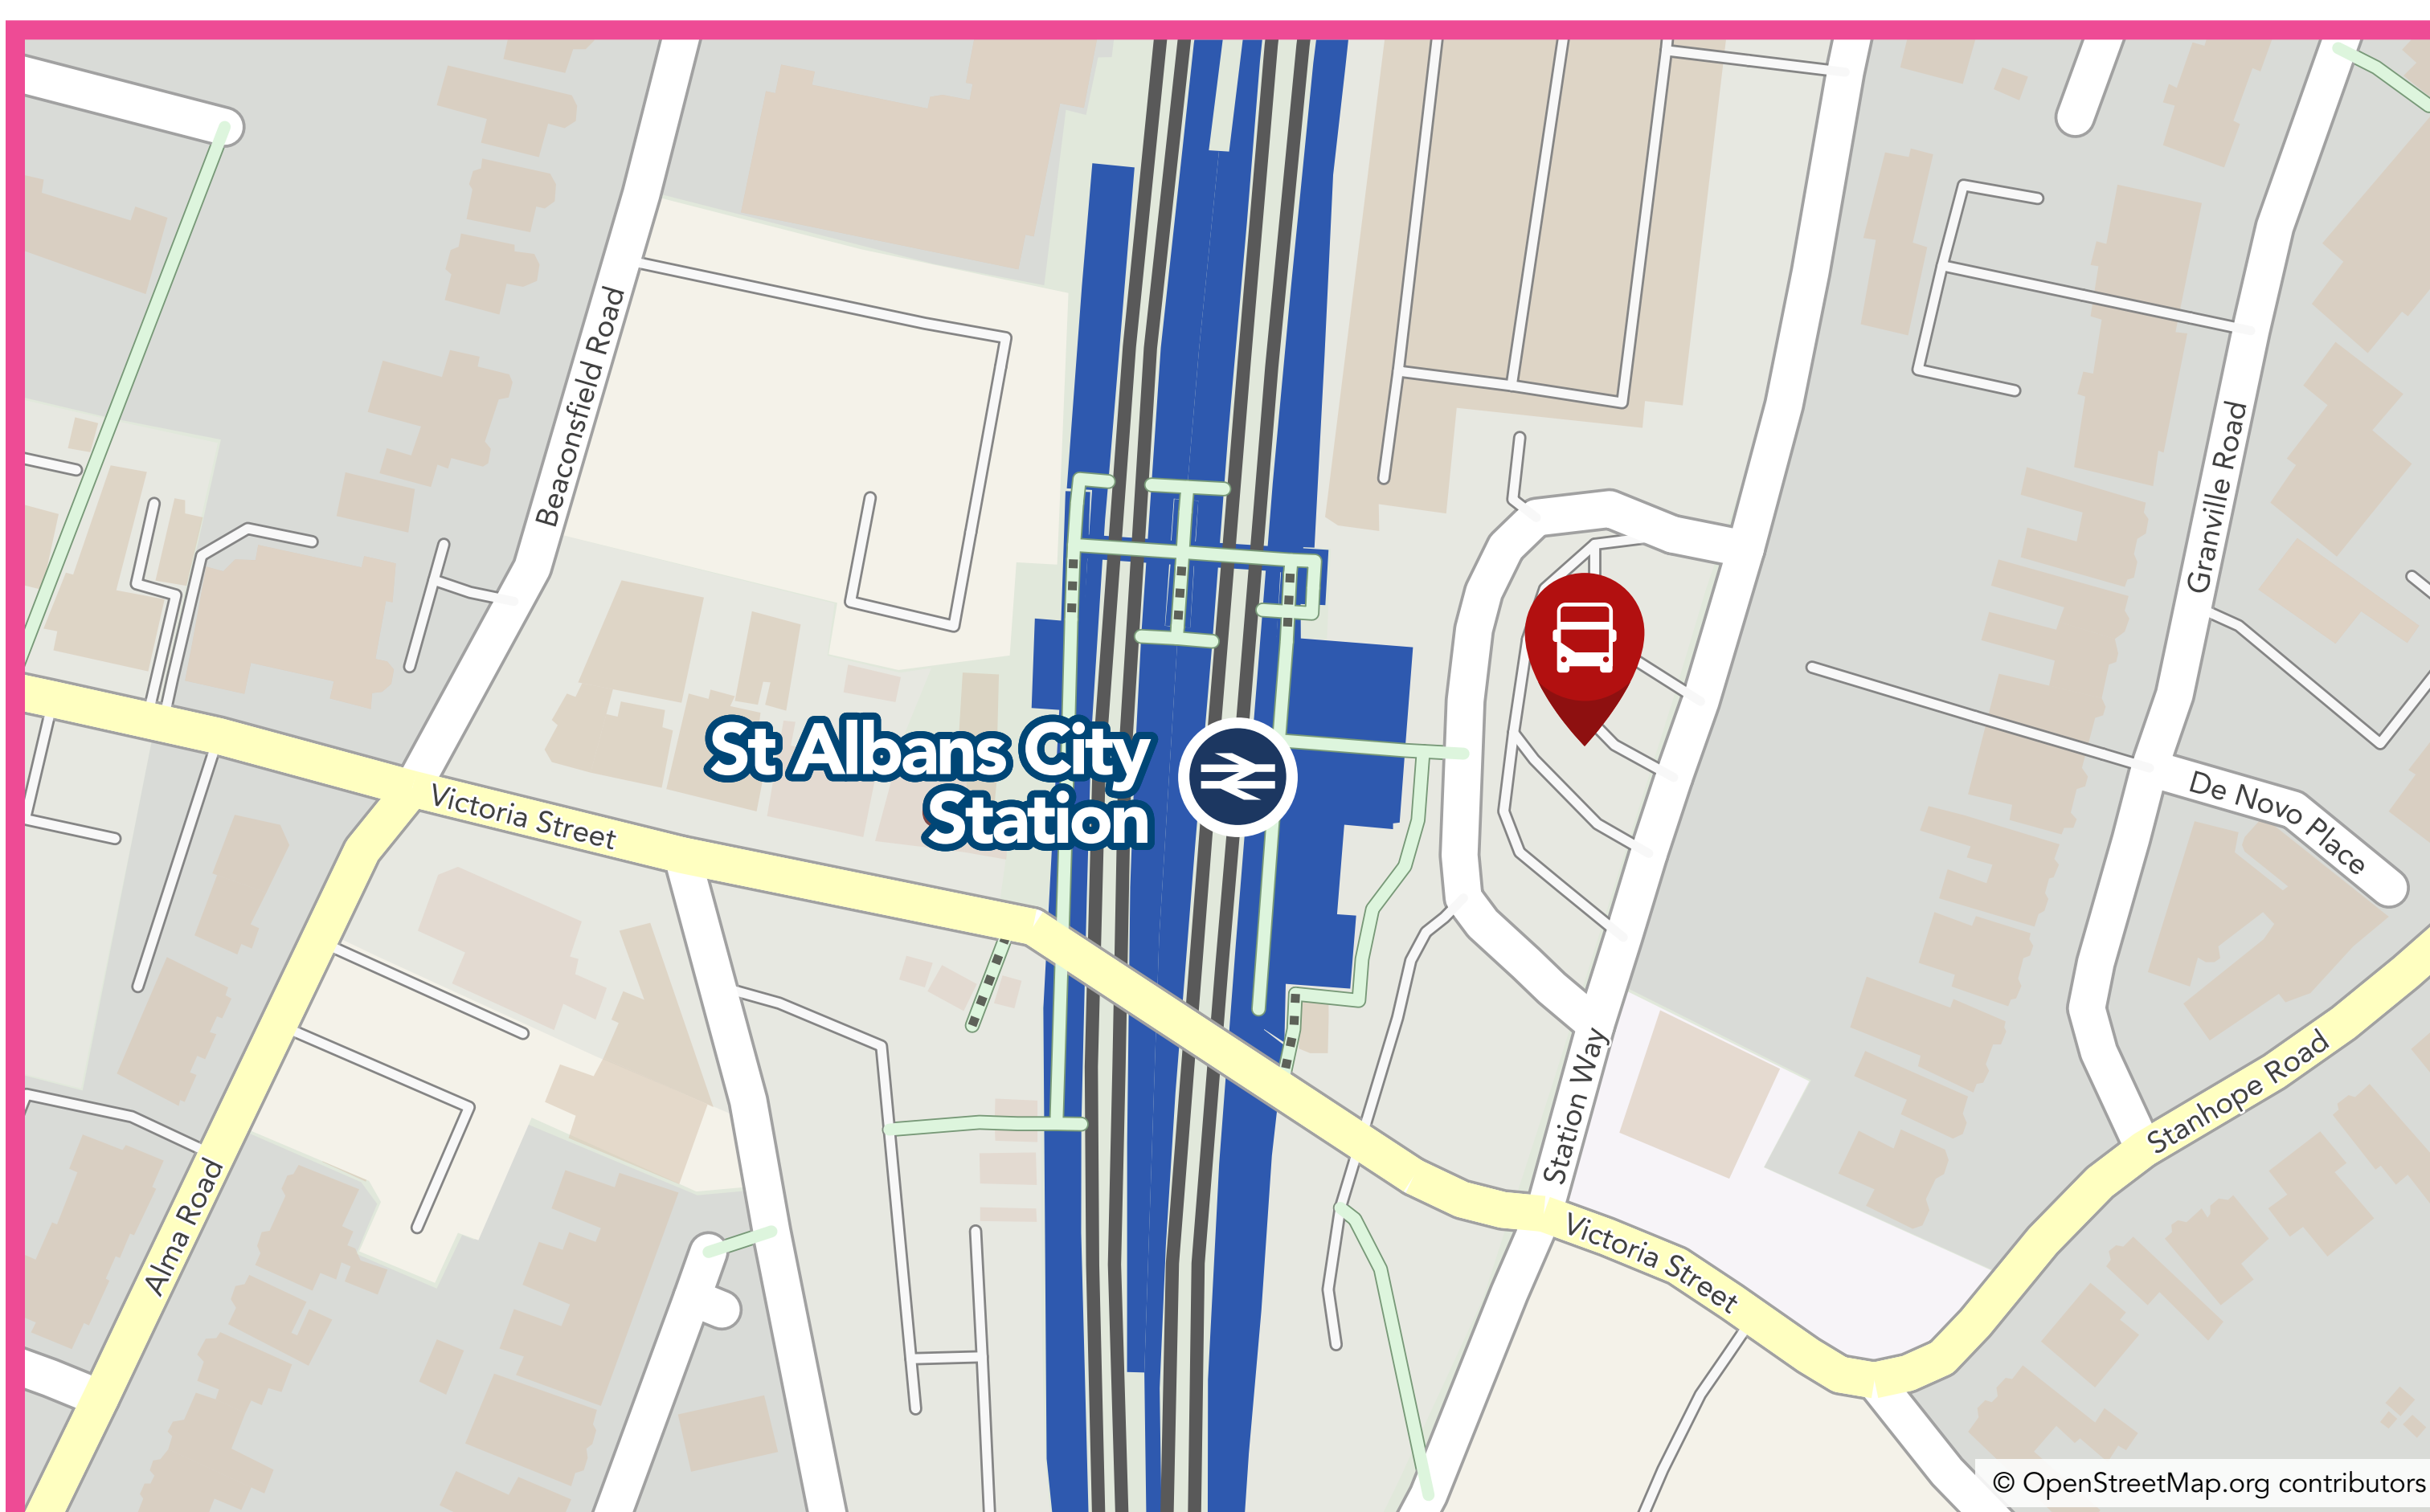 Beaconsfield Road
Granville Road
St Albans City
Station
Victoria Street
De Novo Place
Station Way
Stanhope Road
Alma Road
Victoria Street
© OpenStreetMap.org contributors